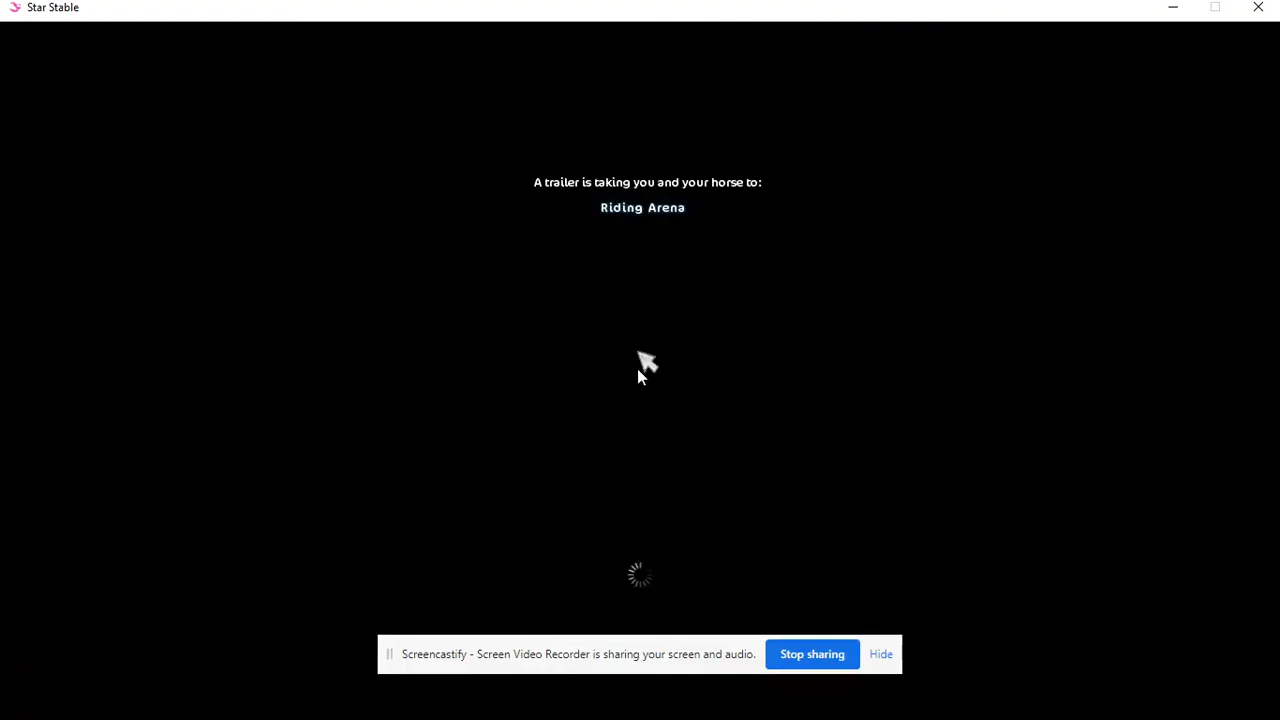 Star Stable
A trailer is taking you and your horse to:
Riding Arena
Screencastify - Screen Video Recorder is sharing your screen and audio.
Stop sharing
Hide